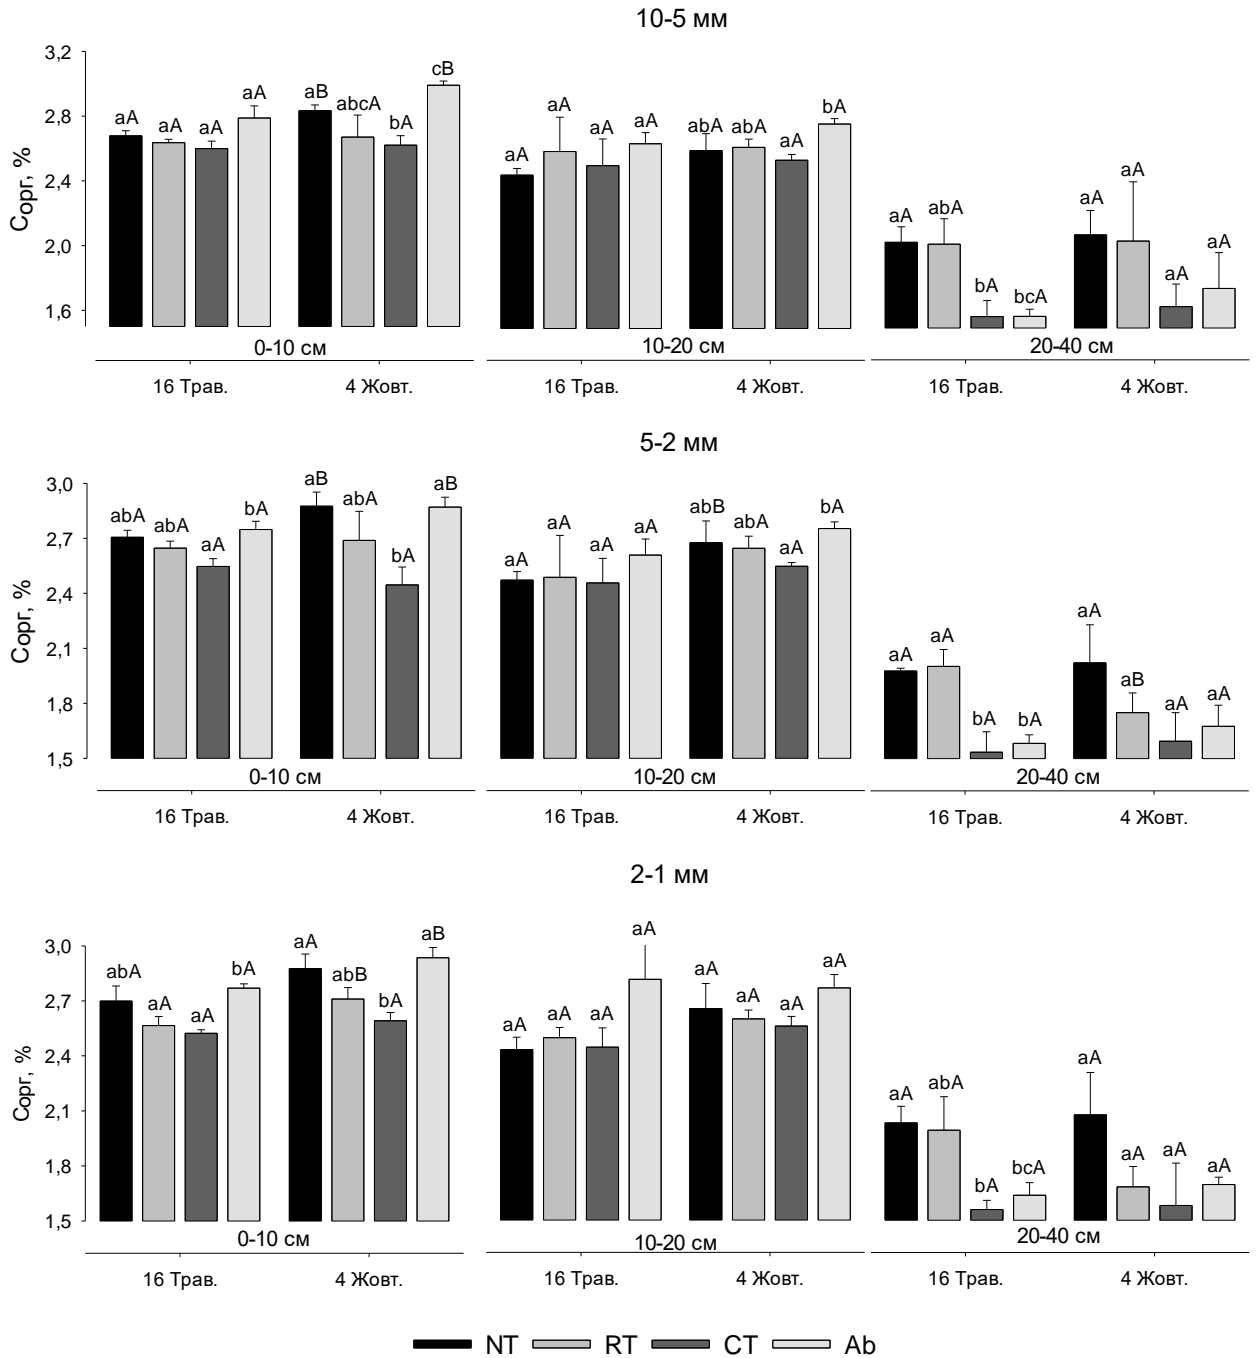 10-5 мм
Сорг, %
3,2
2,8
2,4
2,0
1,6
aA aA aA aA aB abcA bA cB
aA aA aA aA abA abA aA bA
aA abA bA bcA aA aA aA aA
0-10 см 10-20 см 20-40 см
16 Трав. 4 Жовт. 16 Трав. 4 Жовт. 16 Трав. 4 Жовт.
5-2 мм
Сорг, %
3,0
2,7
2,4
2,1
1,8
1,5
abA abA aA bA aB abA bA aB
aA aA aA aA abB abA aA bA
aA aA bA bA aA aB aA aA
0-10 см 10-20 см 20-40 см
16 Трав. 4 Жовт. 16 Трав. 4 Жовт. 16 Трав. 4 Жовт.
2-1 мм
Сорг, %
3,0
2,7
2,4
2,1
1,8
1,5
abA aA aA bA aA abB bA aB
aA aA aA aA aA aA aA aA
aA abA bA bcA aA aA aA aA
0-10 см 10-20 см 20-40 см
16 Трав. 4 Жовт. 16 Трав. 4 Жовт. 16 Трав. 4 Жовт.
NT RT CT Ab